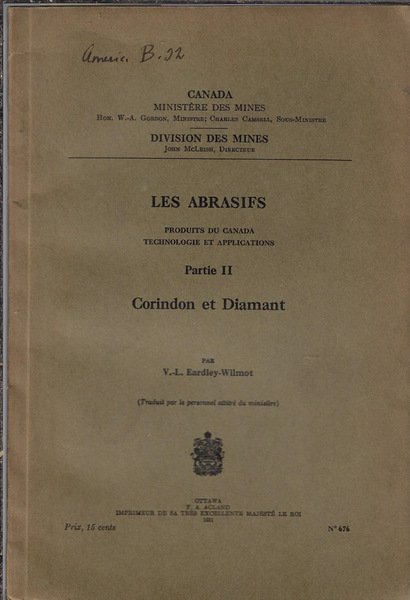 Americ. B.22
CANADA
MINISTÈRE DES MINES
Hon. W.-A. Gordon, Ministre; Charles Camsell, Sous-Ministre
DIVISION DES MINES
John McLeish, Directeur
LES ABRASIFS
PRODUITS DU CANADA
TECHNOLOGIE ET APPLICATIONS
Partie II
Corindon et Diamant
PAR
V.-L. Eardley-Wilmot
(Traduit par le personnel attitré du ministère)
OTTAWA
F. A. ACLAND
IMPRIMEUR DE SA TRÈS EXCELLENTE MAJESTÉ LE ROI
1931
Prix, 15 cents
N° 676